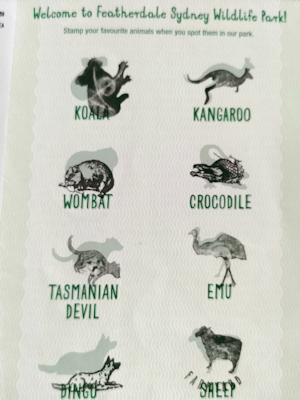 Welcome to Featherdale Sydney Wildlife Park!
Stamp your favourite animals when you spot them in our park.
KOALA
KANGAROO
WOMBAT
CROCODILE
TASMANIAN
DEVIL
EMU
DINGO
SHEEP